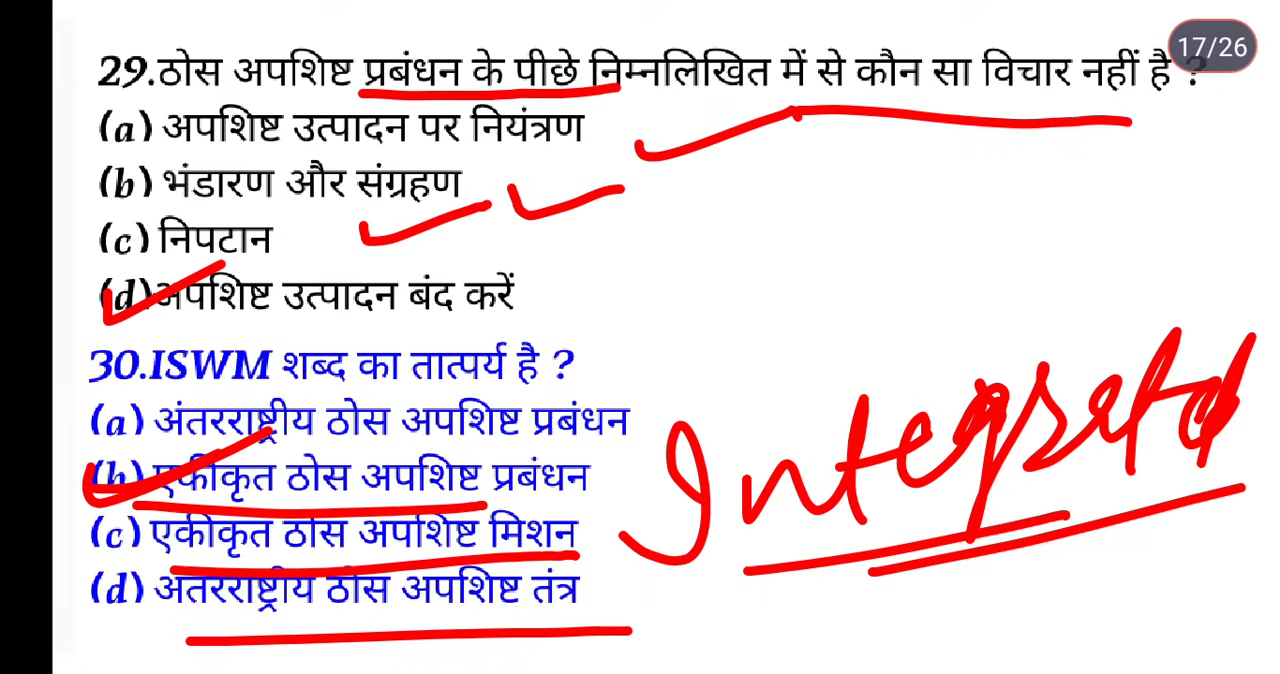 17/26
29.ठोस अपशिष्ट प्रबंधन के पीछे निम्नलिखित में से कौन सा विचार नहीं है ?
(a) अपशिष्ट उत्पादन पर नियंत्रण
(b) भंडारण और संग्रहण
(c) निपटान
(d) अपशिष्ट उत्पादन बंद करें
30.ISWM शब्द का तात्पर्य है ?
(a) अंतरराष्ट्रीय ठोस अपशिष्ट प्रबंधन
(b) एकीकृत ठोस अपशिष्ट प्रबंधन
(c) एकीकृत ठोस अपशिष्ट मिशन
(d) अंतरराष्ट्रीय ठोस अपशिष्ट तंत्र
Integrated